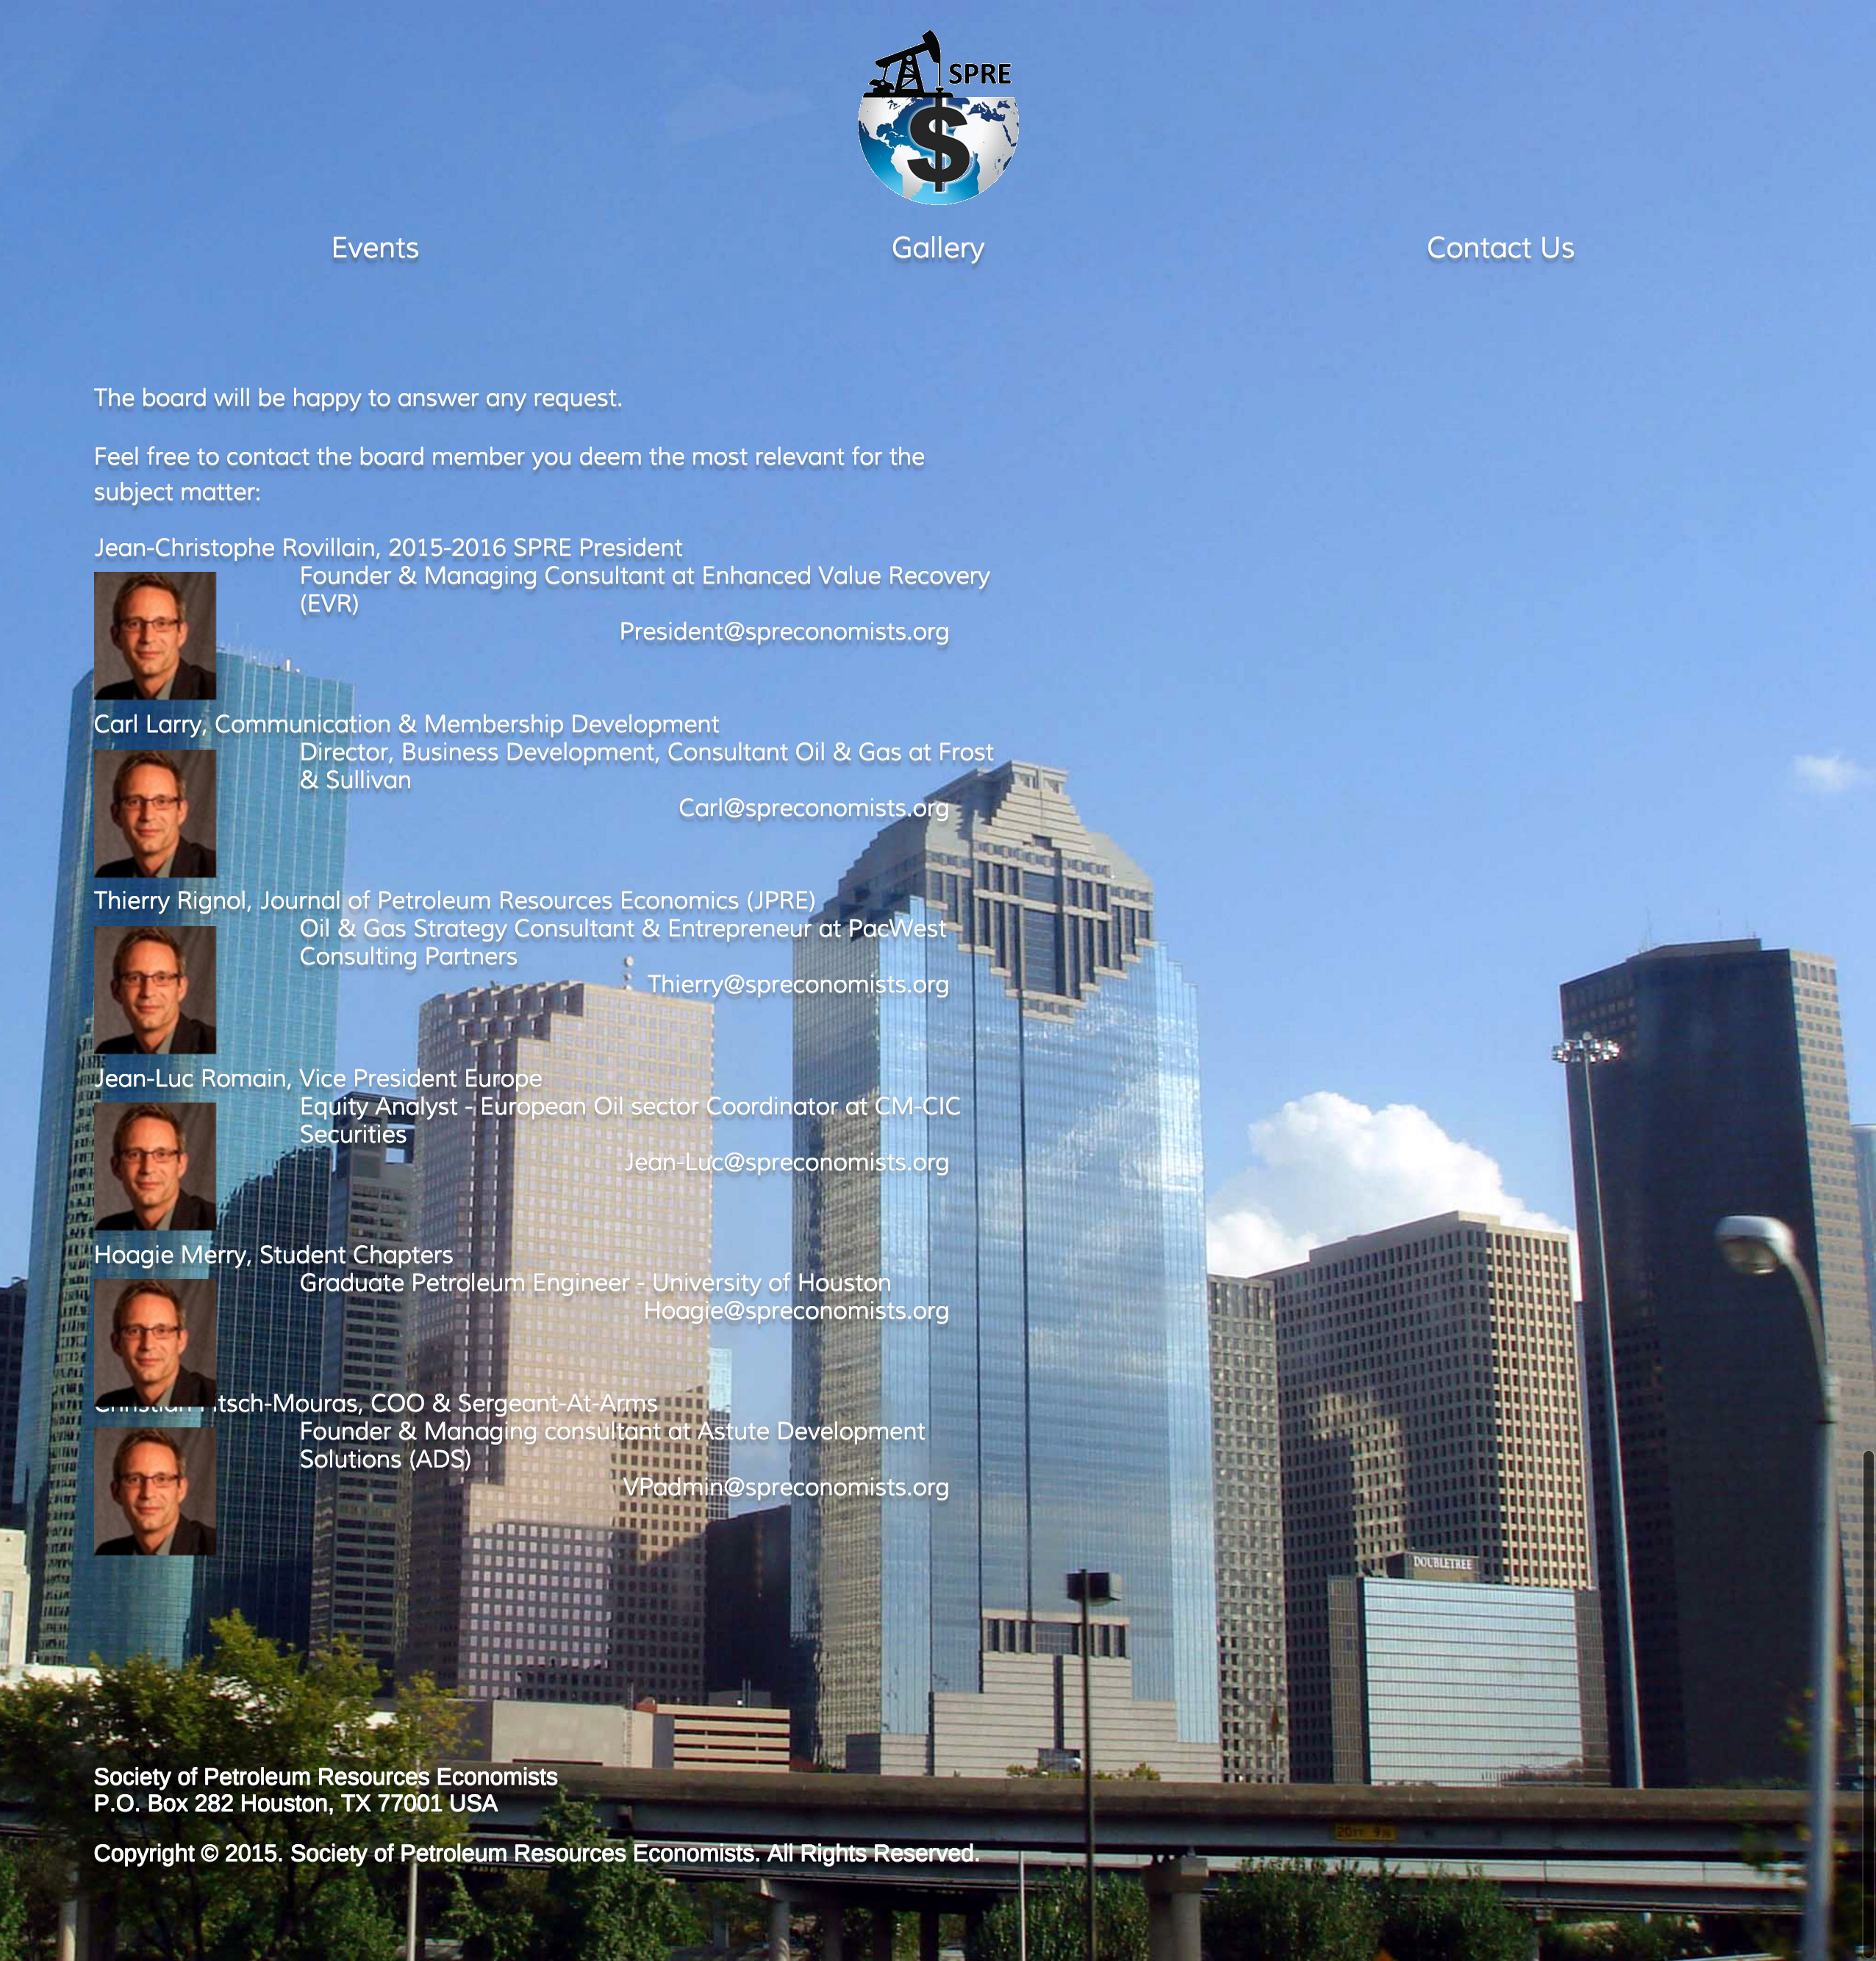 SPRE
$
Events
Gallery
Contact Us
The board will be happy to answer any request.
Feel free to contact the board member you deem the most relevant for the
subject matter:
Jean-Christophe Rovillain, 2015-2016 SPRE President
Founder & Managing Consultant at Enhanced Value Recovery
(EVR)
President@spreconomists.org
Carl Larry, Communication & Membership Development
Director, Business Development, Consultant Oil & Gas at Frost
& Sullivan
Carl@spreconomists.org
Thierry Rignol, Journal of Petroleum Resources Economics (JPRE)
Oil & Gas Strategy Consultant & Entrepreneur at PacWest
Consulting Partners
Thierry@spreconomists.org
Jean-Luc Romain, Vice President Europe
Equity Analyst - European Oil sector Coordinator at CM-CIC
Securities
Jean-Luc@spreconomists.org
Hoagie Merry, Student Chapters
Graduate Petroleum Engineer - University of Houston
Hoagie@spreconomists.org
COO & Sergeant-At-Arms
Founder & Managing consultant at Astute Development
Solutions (ADS)
VPadmin@spreconomists.org
DOUBLETREE
Society of Petroleum Resources Economists
P.O. Box 282 Houston, TX 77001 USA
Copyright © 2015. Society of Petroleum Resources Economists. All Rights Reserved.